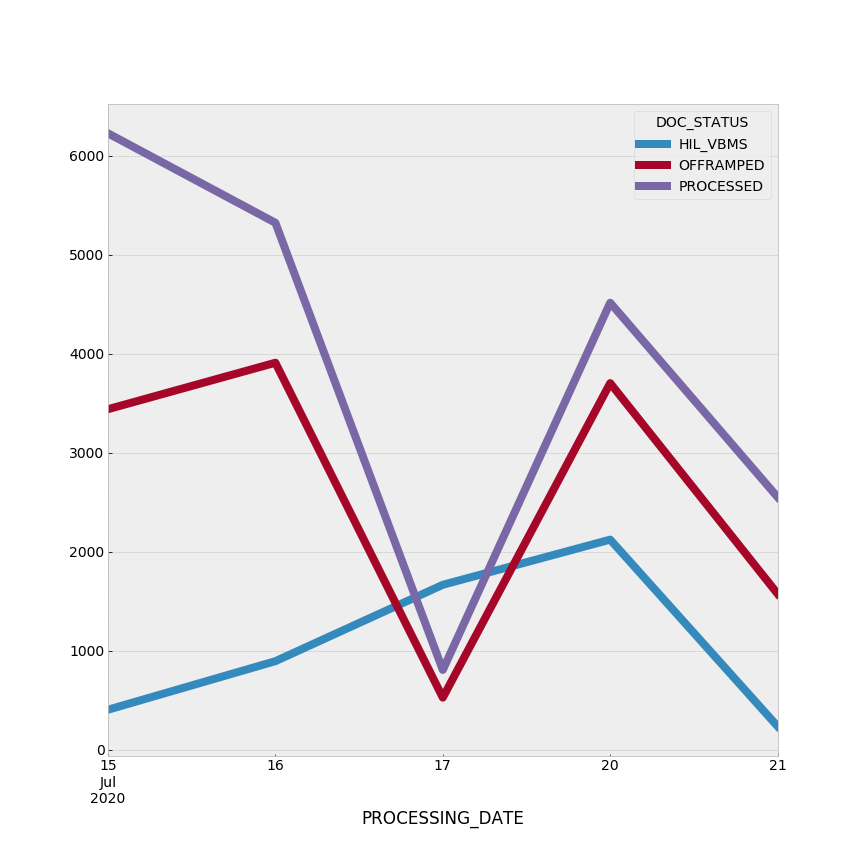 DOC_STATUS
HIL_VBMS
OFFRAMPED
PROCESSED
6000
5000
4000
3000
2000
1000
0
15 16 17 20 21
Jul
2020
PROCESSING_DATE